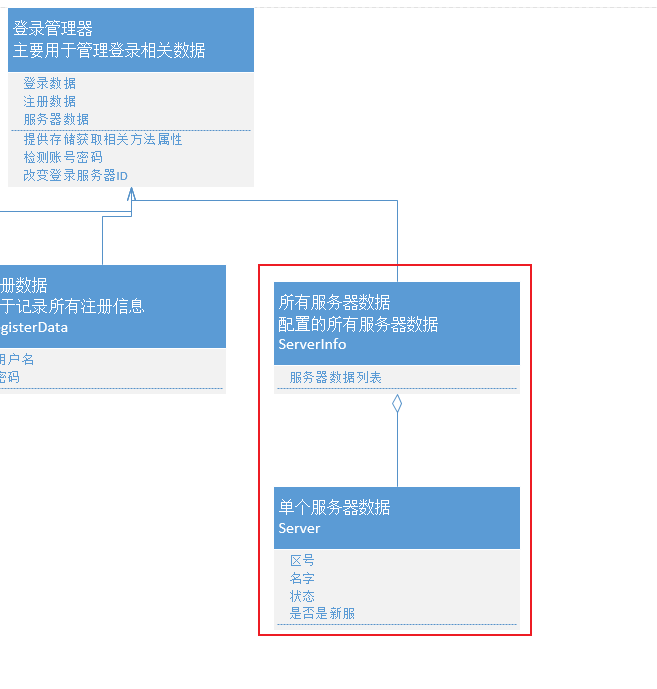 登录管理器
主要用于管理登录相关数据
登录数据
注册数据
服务器数据
提供存储获取相关方法属性
检测账号密码
改变登录服务器ID
册数据
于记录所有注册信息
gisterData
用户名
密码
所有服务器数据
配置的所有服务器数据
ServerInfo
服务器数据列表
单个服务器数据
Server
区号
名字
状态
是否是新服